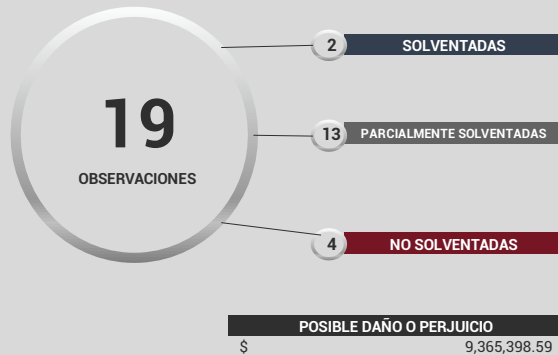 19
OBSERVACIONES
2 SOLVENTADAS
13 PARCIALMENTE SOLVENTADAS
4 NO SOLVENTADAS
POSIBLE DAÑO O PERJUICIO
$ 9,365,398.59